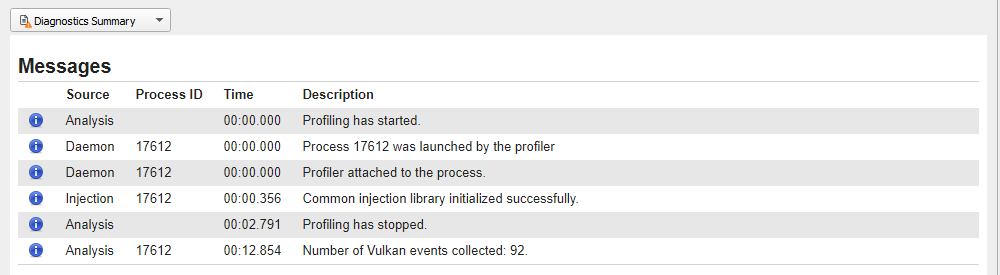 Diagnostics Summary
Messages
Source Process ID Time Description
Analysis 00:00.000 Profiling has started.
Daemon 17612 00:00.000 Process 17612 was launched by the profiler
Daemon 17612 00:00.000 Profiler attached to the process.
Injection 17612 00:00.356 Common injection library initialized successfully.
Analysis 00:02.791 Profiling has stopped.
Analysis 17612 00:12.854 Number of Vulkan events collected: 92.